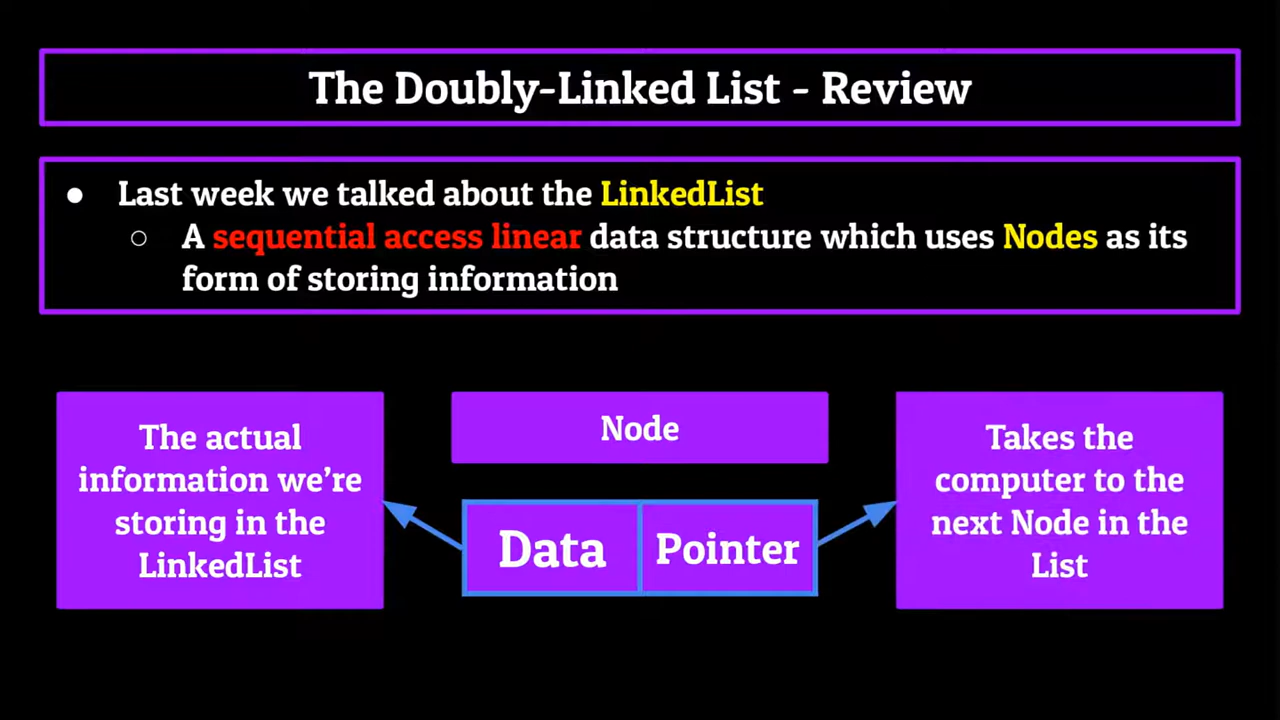 The Doubly-Linked List - Review
● Last week we talked about the LinkedList
○ A sequential access linear data structure which uses Nodes as its
form of storing information
The actual
information we’re
storing in the
LinkedList
Node
Data Pointer
Takes the
computer to the
next Node in the
List